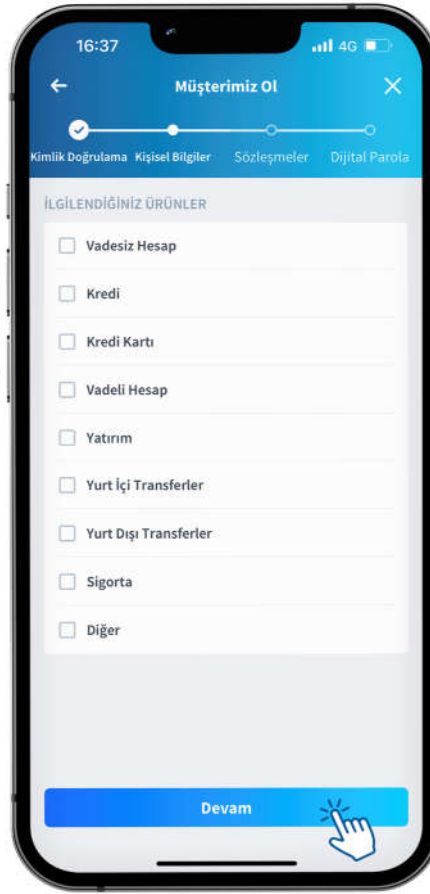 16:37
4G
Müşterimiz Ol
Kimlik Doğrulama Kişisel Bilgiler Sözleşmeler Dijital Parola
İLGİLENDİĞİNİZ ÜRÜNLER
Vadesiz Hesap
Kredi
Kredi Kartı
Vadeli Hesap
Yatırım
Yurt İçi Transferler
Yurt Dışı Transferler
Sigorta
Diğer
Devam